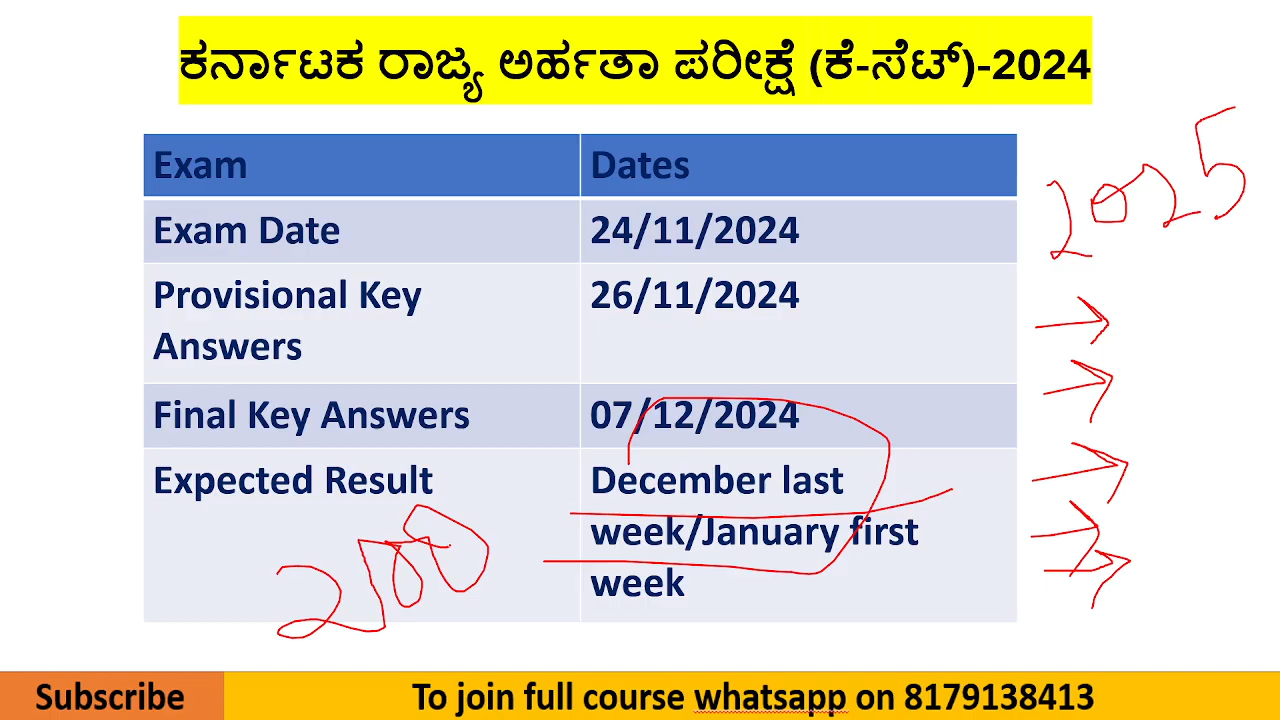 ಕರ್ನಾಟಕ ರಾಜ್ಯ ಅರ್ಹತಾ ಪರೀಕ್ಷೆ (ಕೆ-ಸೆಟ್)-2024
Exam Dates
Exam Date 24/11/2024
Provisional Key 26/11/2024
Answers
Final Key Answers 07/12/2024
Expected Result December last
week/January first
week
2025
2100
Subscribe To join full course whatsapp on 8179138413